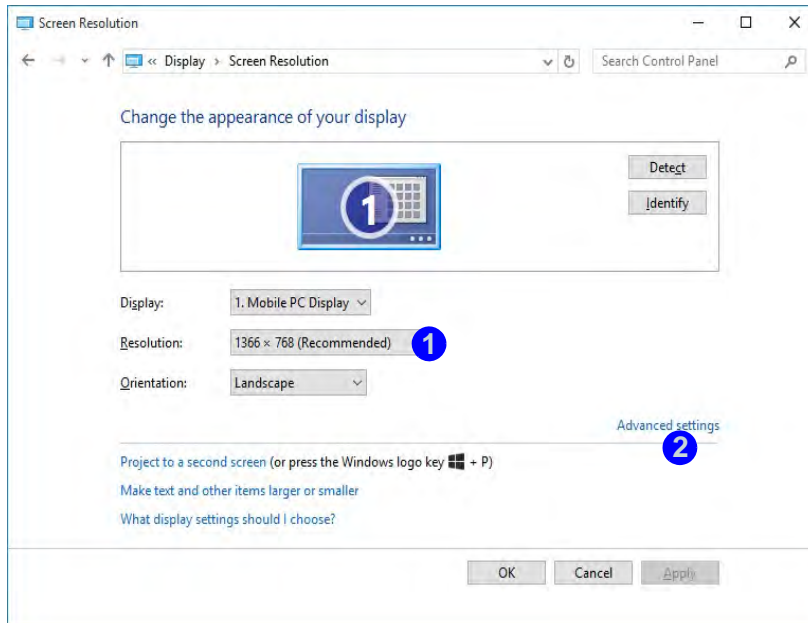 Screen Resolution
« Display › Screen Resolution
Search Control Panel
Change the appearance of your display
1
Detect
Identify
Display: 1. Mobile PC Display
Resolution: 1366 × 768 (Recommended) 1
Orientation: Landscape
Advanced settings
2
Project to a second screen (or press the Windows logo key + P)
Make text and other items larger or smaller
What display settings should I choose?
OK Cancel Apply